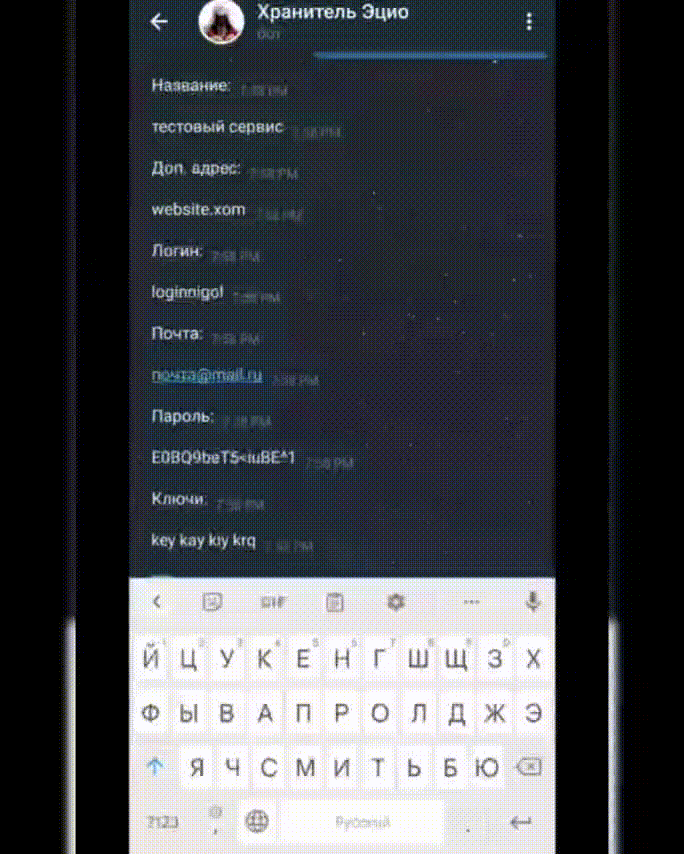 Хранитель Эцио
бот
Название: 7:58 PM
тестовый сервис 7:58 PM
Доп. адрес: 7:58 PM
website.xom 7:58 PM
Логин: 7:58 PM
loginnigol 7:58 PM
Почта: 7:58 PM
почта@mail.ru 7:58 PM
Пароль: 7:58 PM
E0BQ9beT5<iuBE^1 7:58 PM
Ключи: 7:58 PM
key kay kiy krq 7:58 PM
GIF
Й Ц У К Е Н Г Ш Щ З Х
Ф Ы В А П Р О Л Д Ж Э
Я Ч С М И Т Ь Б Ю
?123 , Русский .